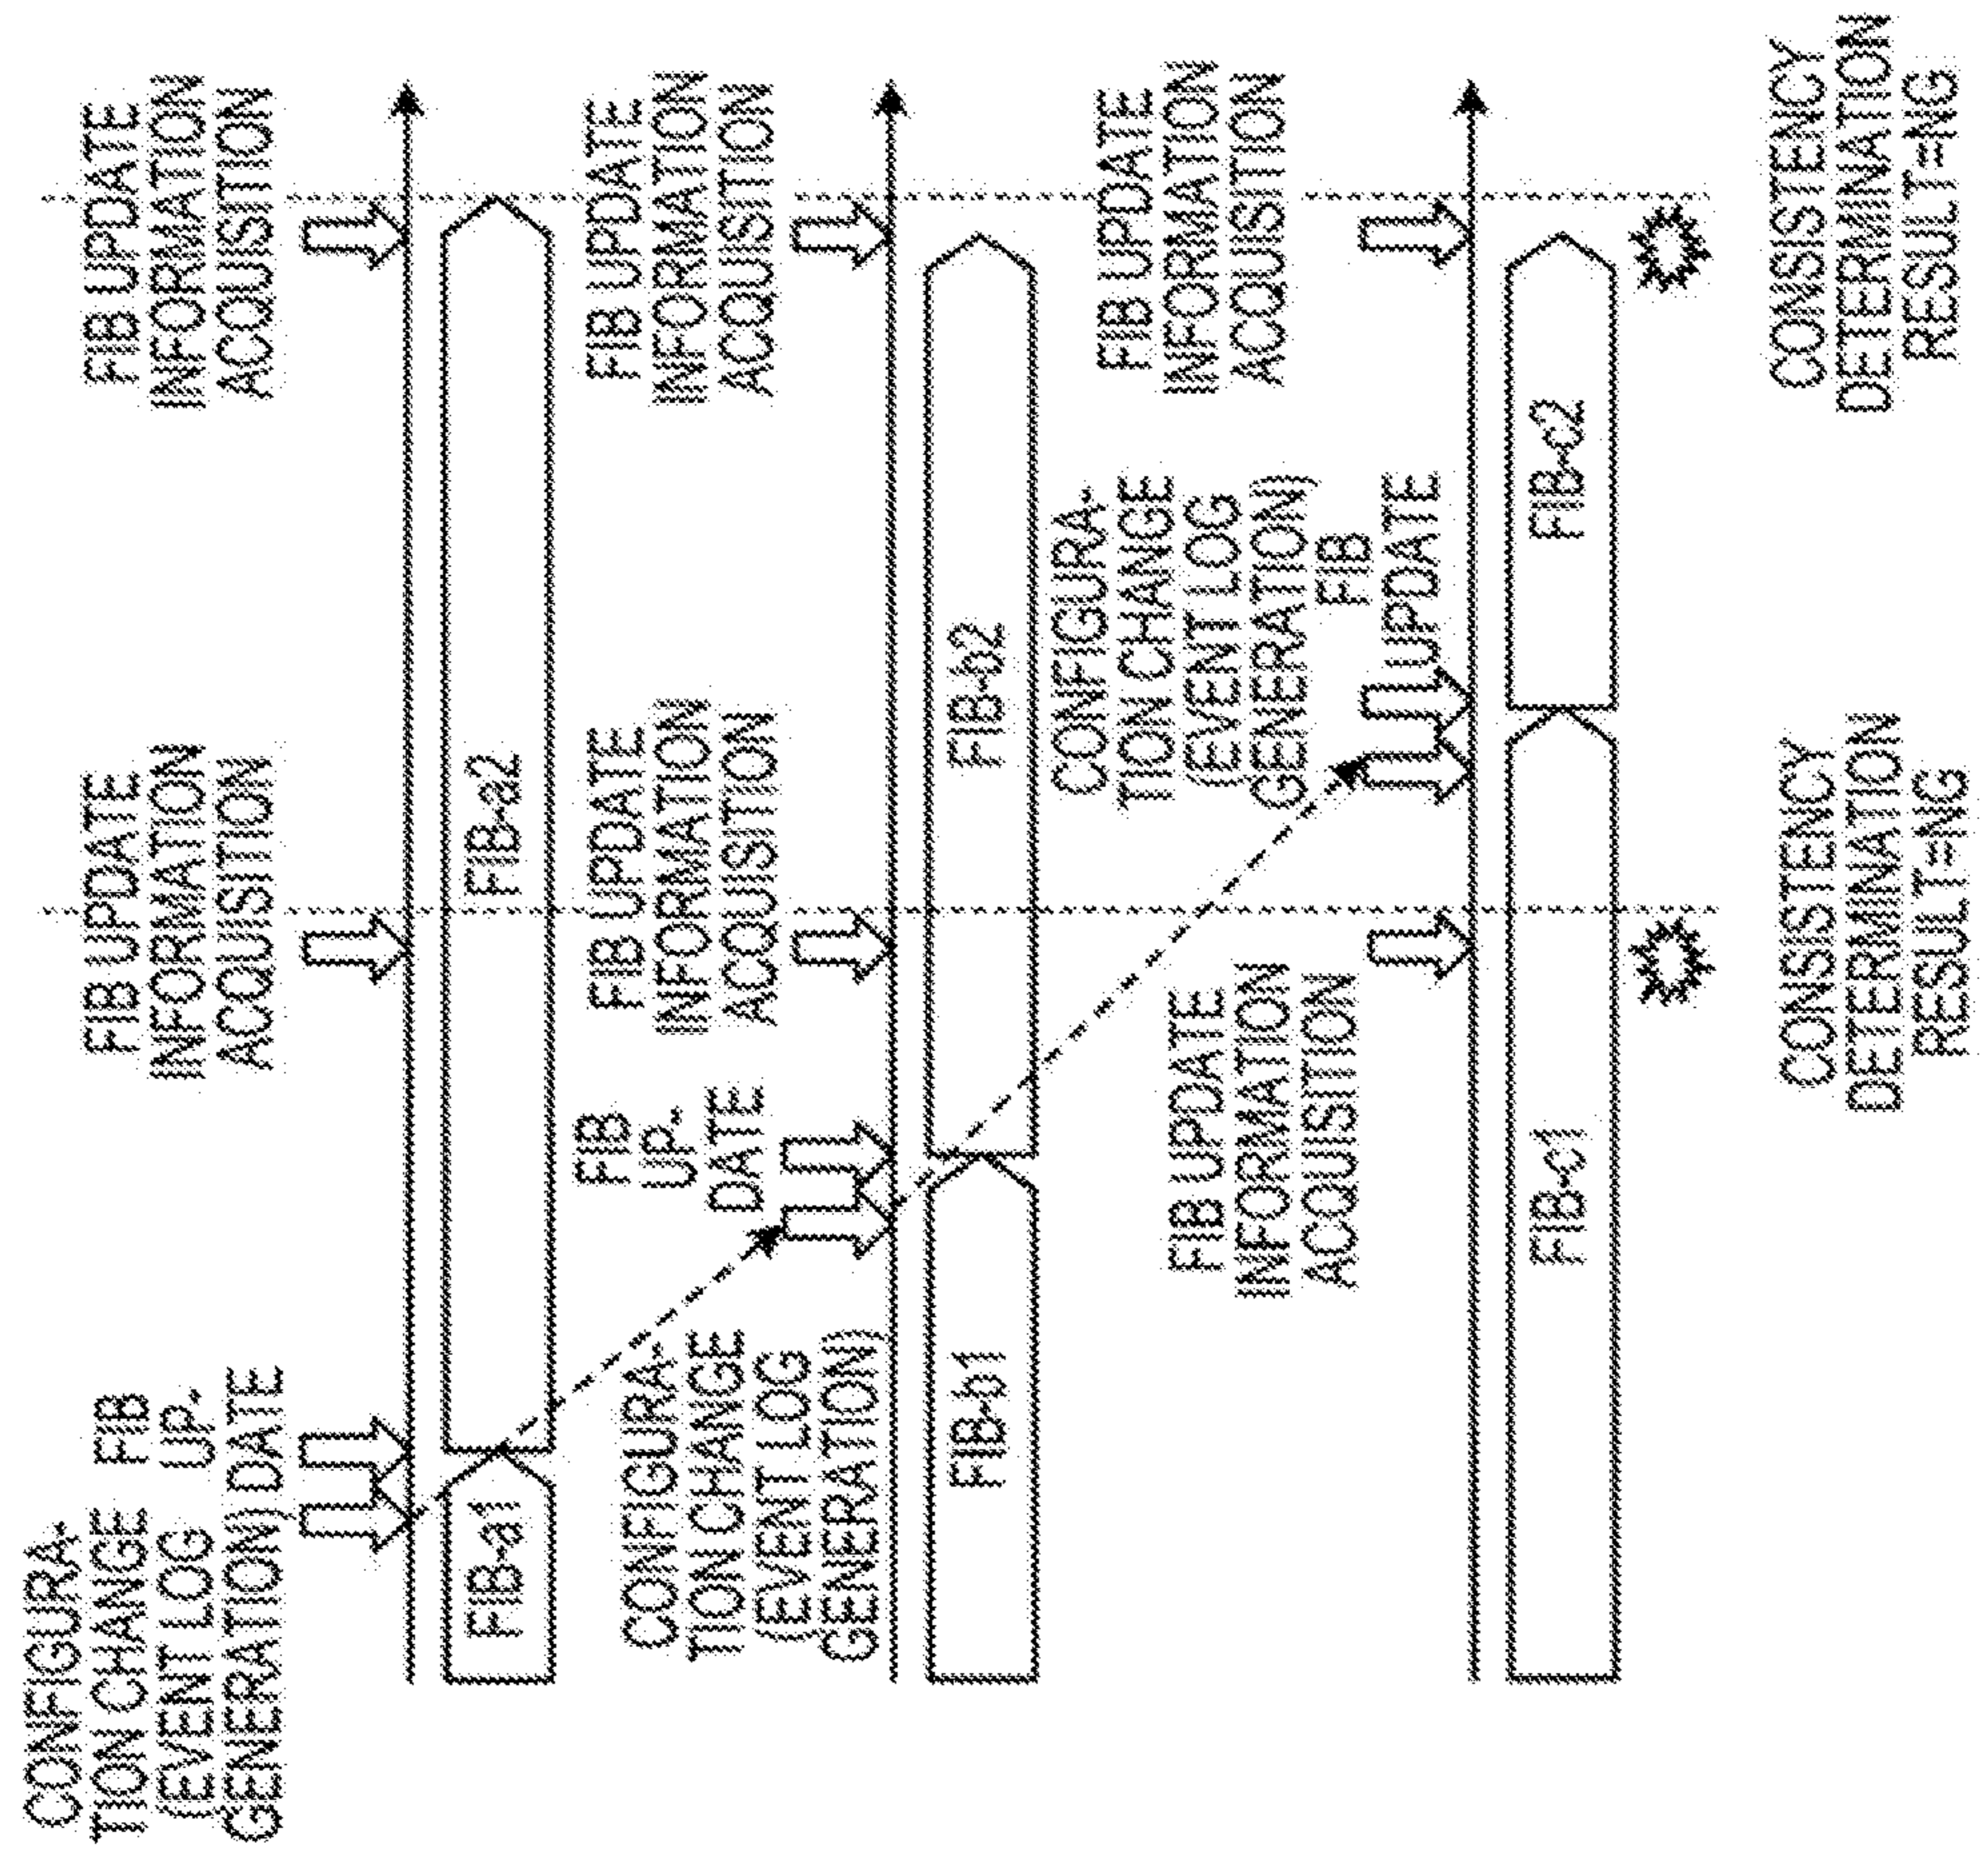 CONFIGURA-
TION CHANGE
(EVENT LOG
GENERATION)
FIB
UP-
DATE
FIB UPDATE
INFORMATION
ACQUISITION
FIB UPDATE
INFORMATION
ACQUISITION
FIB-a1
FIB-a2
CONFIGURA-
TION CHANGE
(EVENT LOG
GENERATION)
FIB
UP-
DATE
FIB UPDATE
INFORMATION
ACQUISITION
FIB UPDATE
INFORMATION
ACQUISITION
FIB-b1
FIB-b2
FIB UPDATE
INFORMATION
ACQUISITION
CONFIGURA-
TION CHANGE
(EVENT LOG
GENERATION)
FIB
UPDATE
FIB UPDATE
INFORMATION
ACQUISITION
FIB-c1
FIB-c2
CONSISTENCY
DETERMINATION
RESULT=NG
CONSISTENCY
DETERMINATION
RESULT=NG